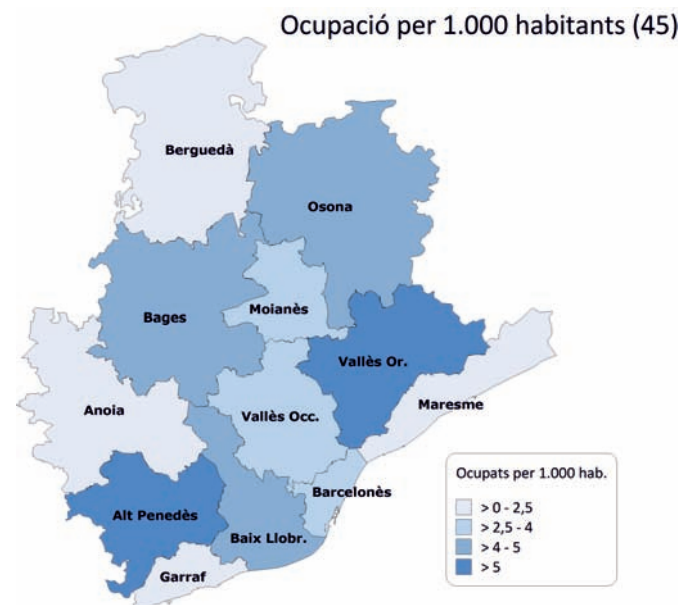 Ocupació per 1.000 habitants (45)
Berguedà
Osona
Moianès
Bages
Vallès Or.
Maresme
Anoia
Vallès Occ.
Barcelonès
Alt Penedès
Baix Llobr.
Garraf
Ocupats per 1.000 hab.
> 0 - 2,5
> 2,5 - 4
> 4 - 5
> 5